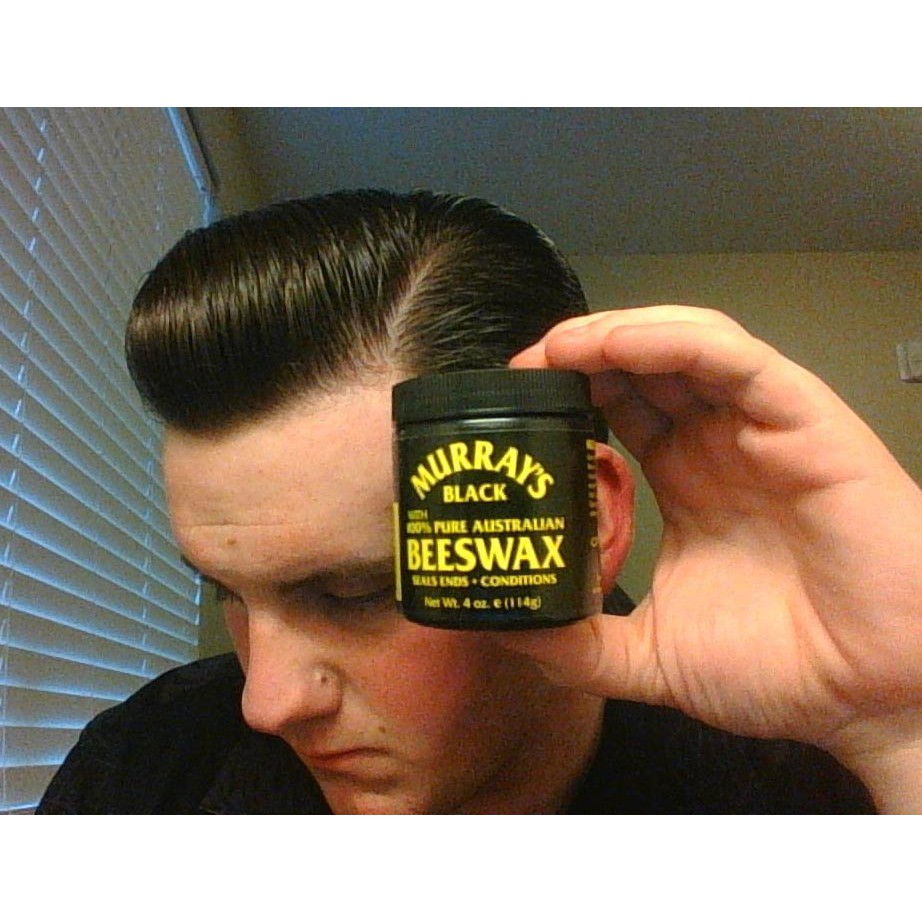 MURRAY'S
BLACK
WITH
100% PURE AUSTRALIAN
BEESWAX
SEALS ENDS • CONDITIONS
Net Wt. 4 oz. e (114g)